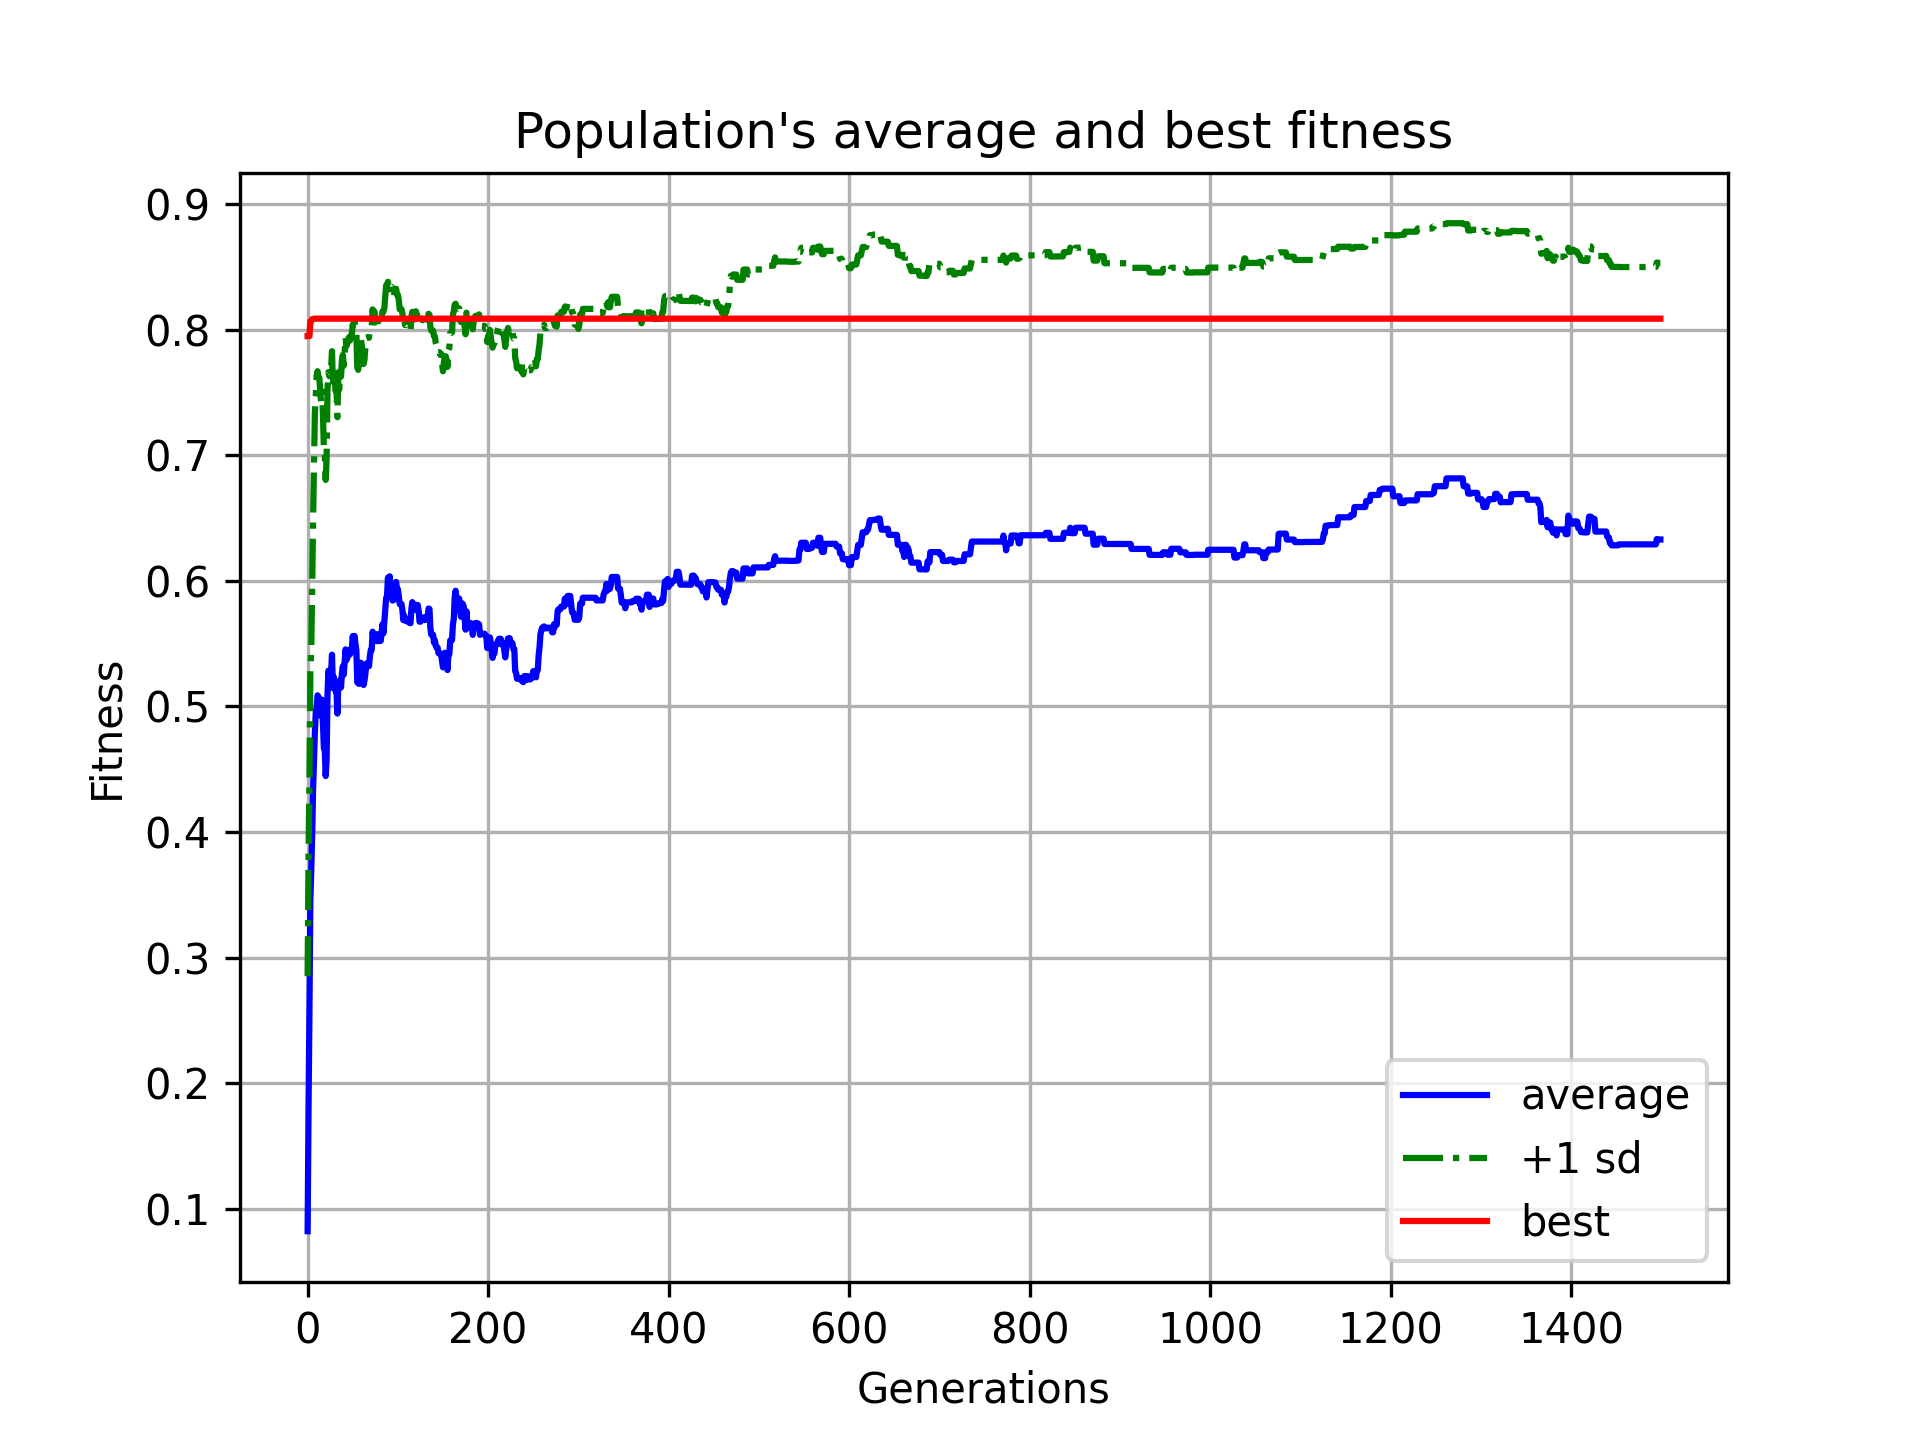 Population's average and best fitness
0.9
0.8
0.7
0.6
0.5
0.4
0.3
0.2
0.1
Fitness
average
+1 sd
best
0 200 400 600 800 1000 1200 1400
Generations